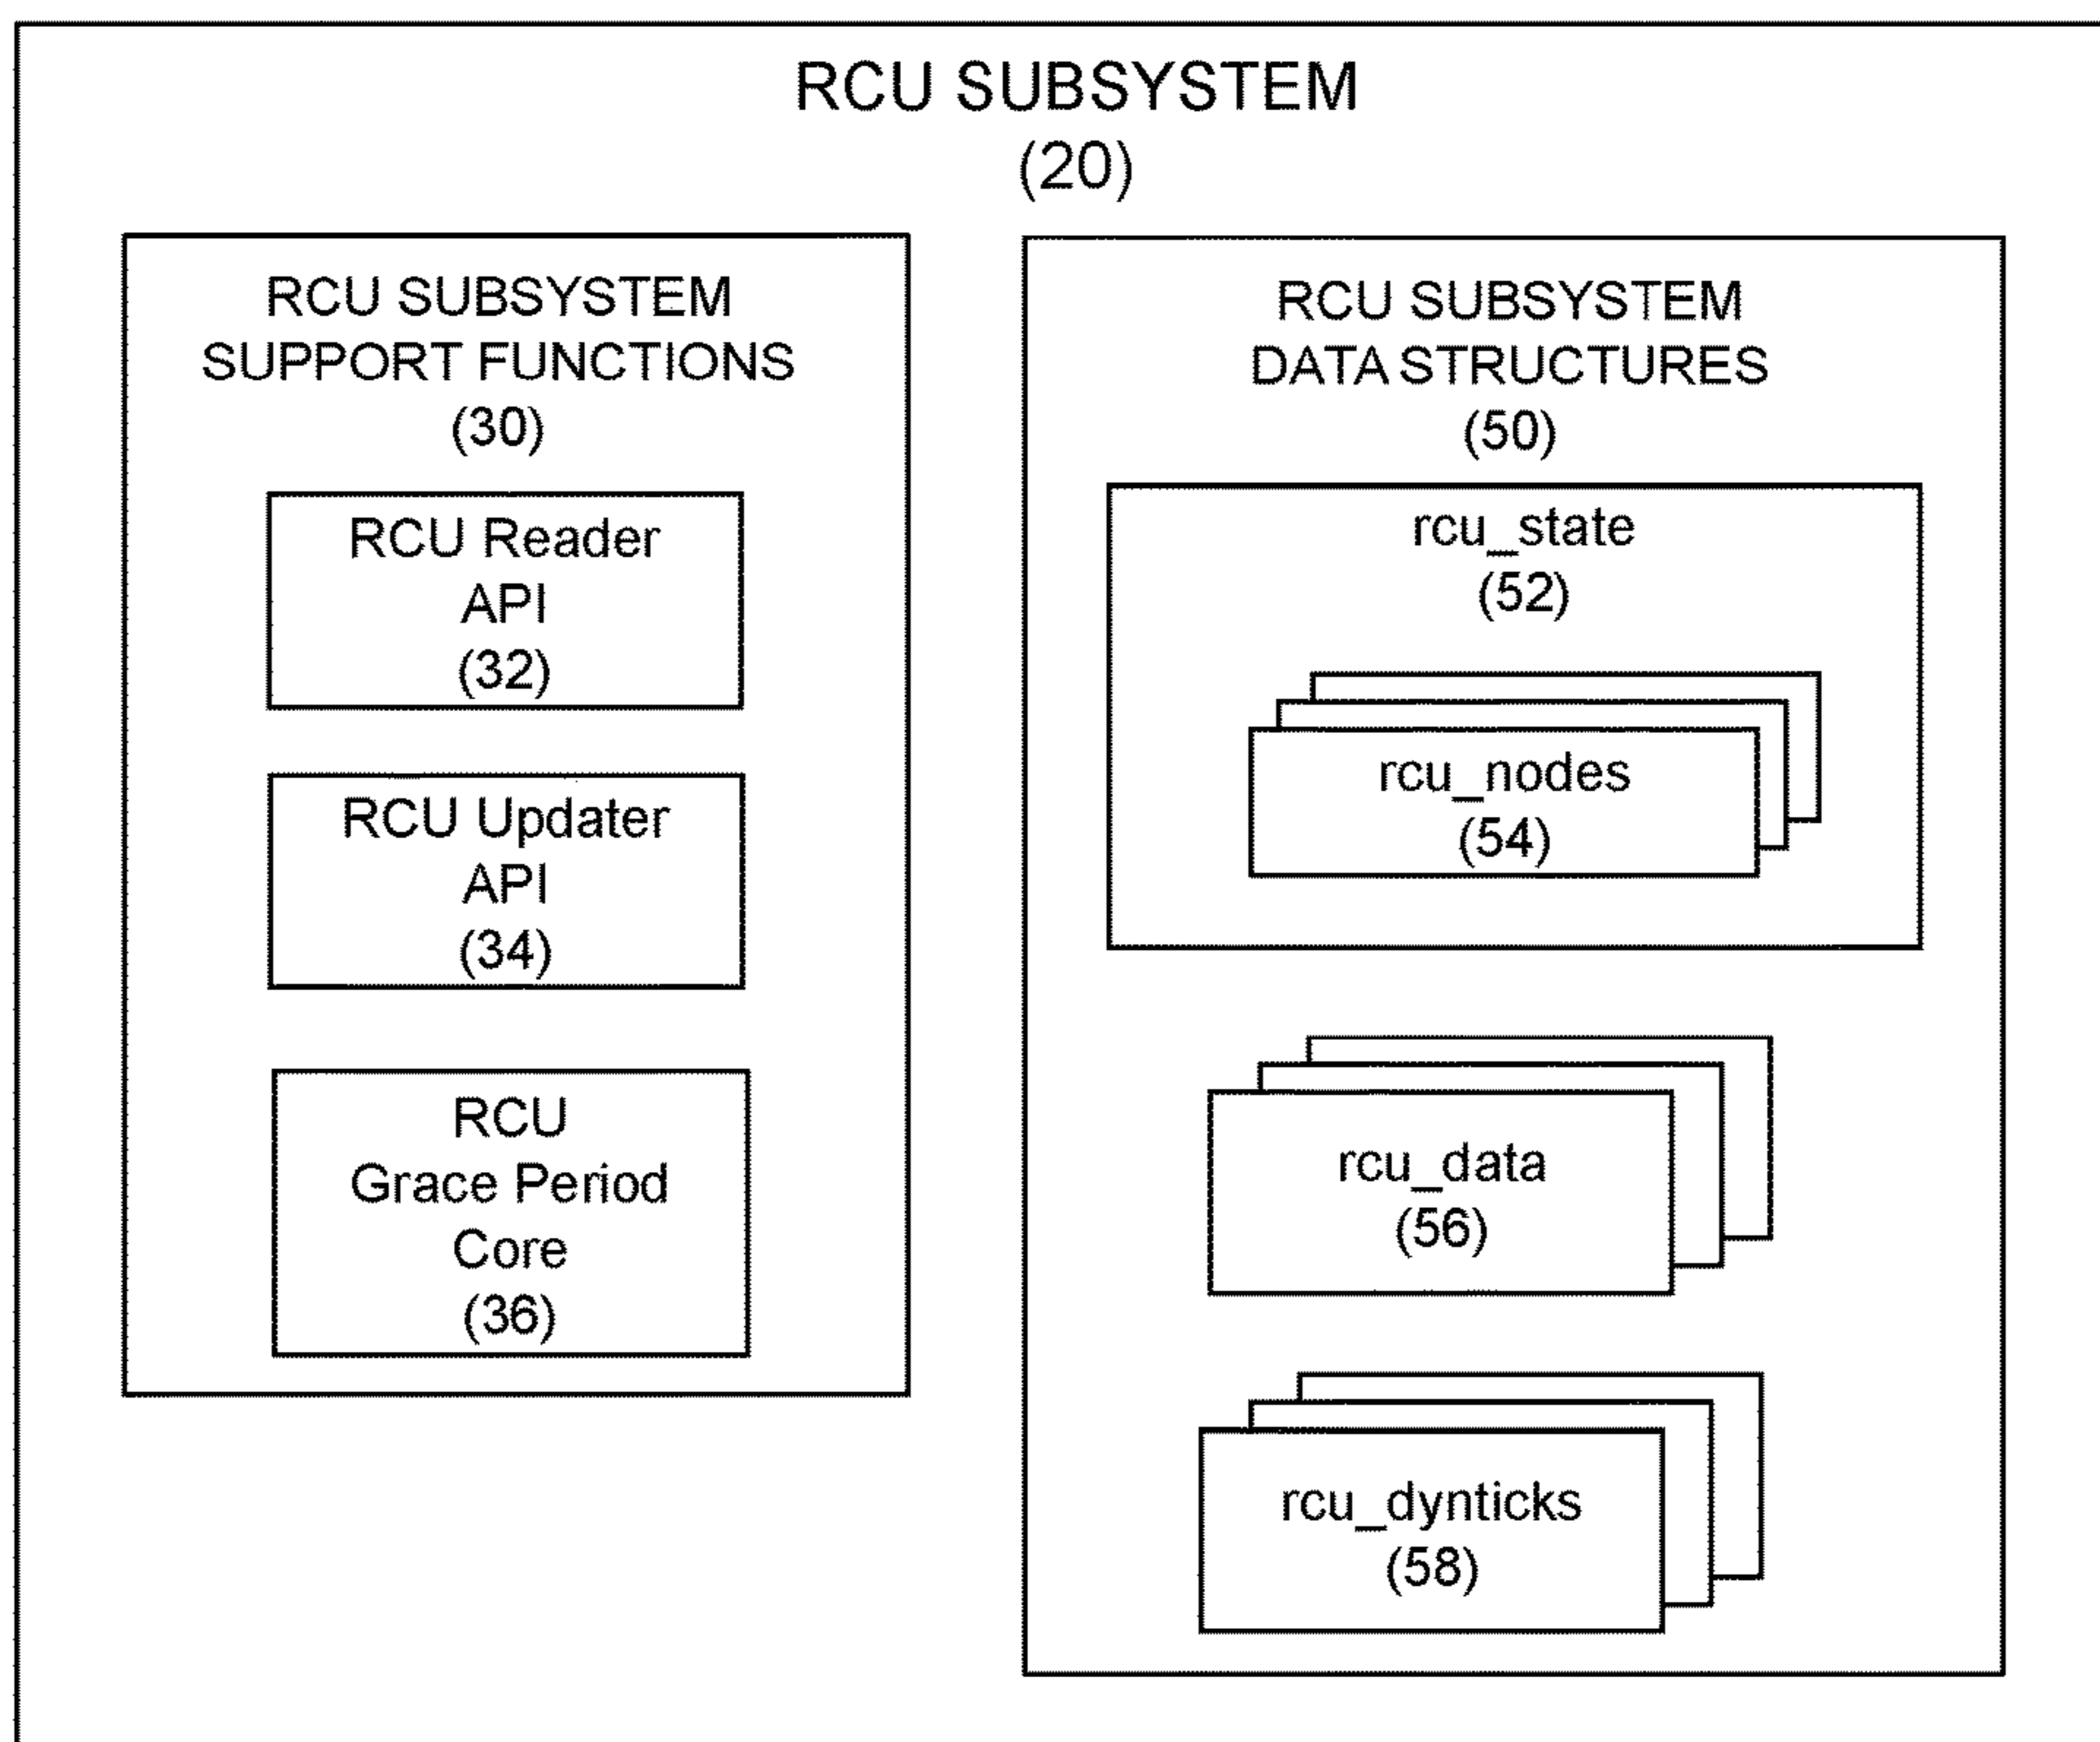 RCU SUBSYSTEM
(20)
RCU SUBSYSTEM
SUPPORT FUNCTIONS
(30)
RCU Reader
API
(32)
RCU Updater
API
(34)
RCU
Grace Period
Core
(36)
RCU SUBSYSTEM
DATA STRUCTURES
(50)
rcu_state
(52)
rcu_nodes
(54)
rcu_data
(56)
rcu_dynticks
(58)